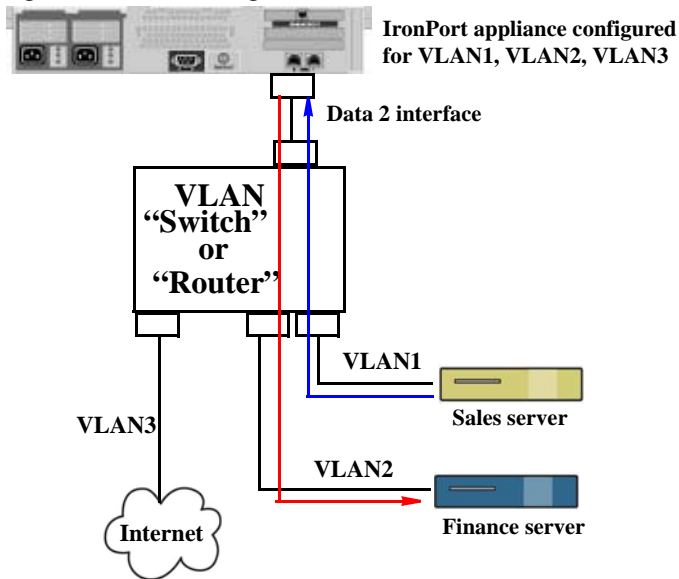 IronPort appliance configured
for VLAN1, VLAN2, VLAN3
Data 2 interface
VLAN
“Switch”
or
“Router”
VLAN1
Sales server
VLAN3
VLAN2
Internet
Finance server